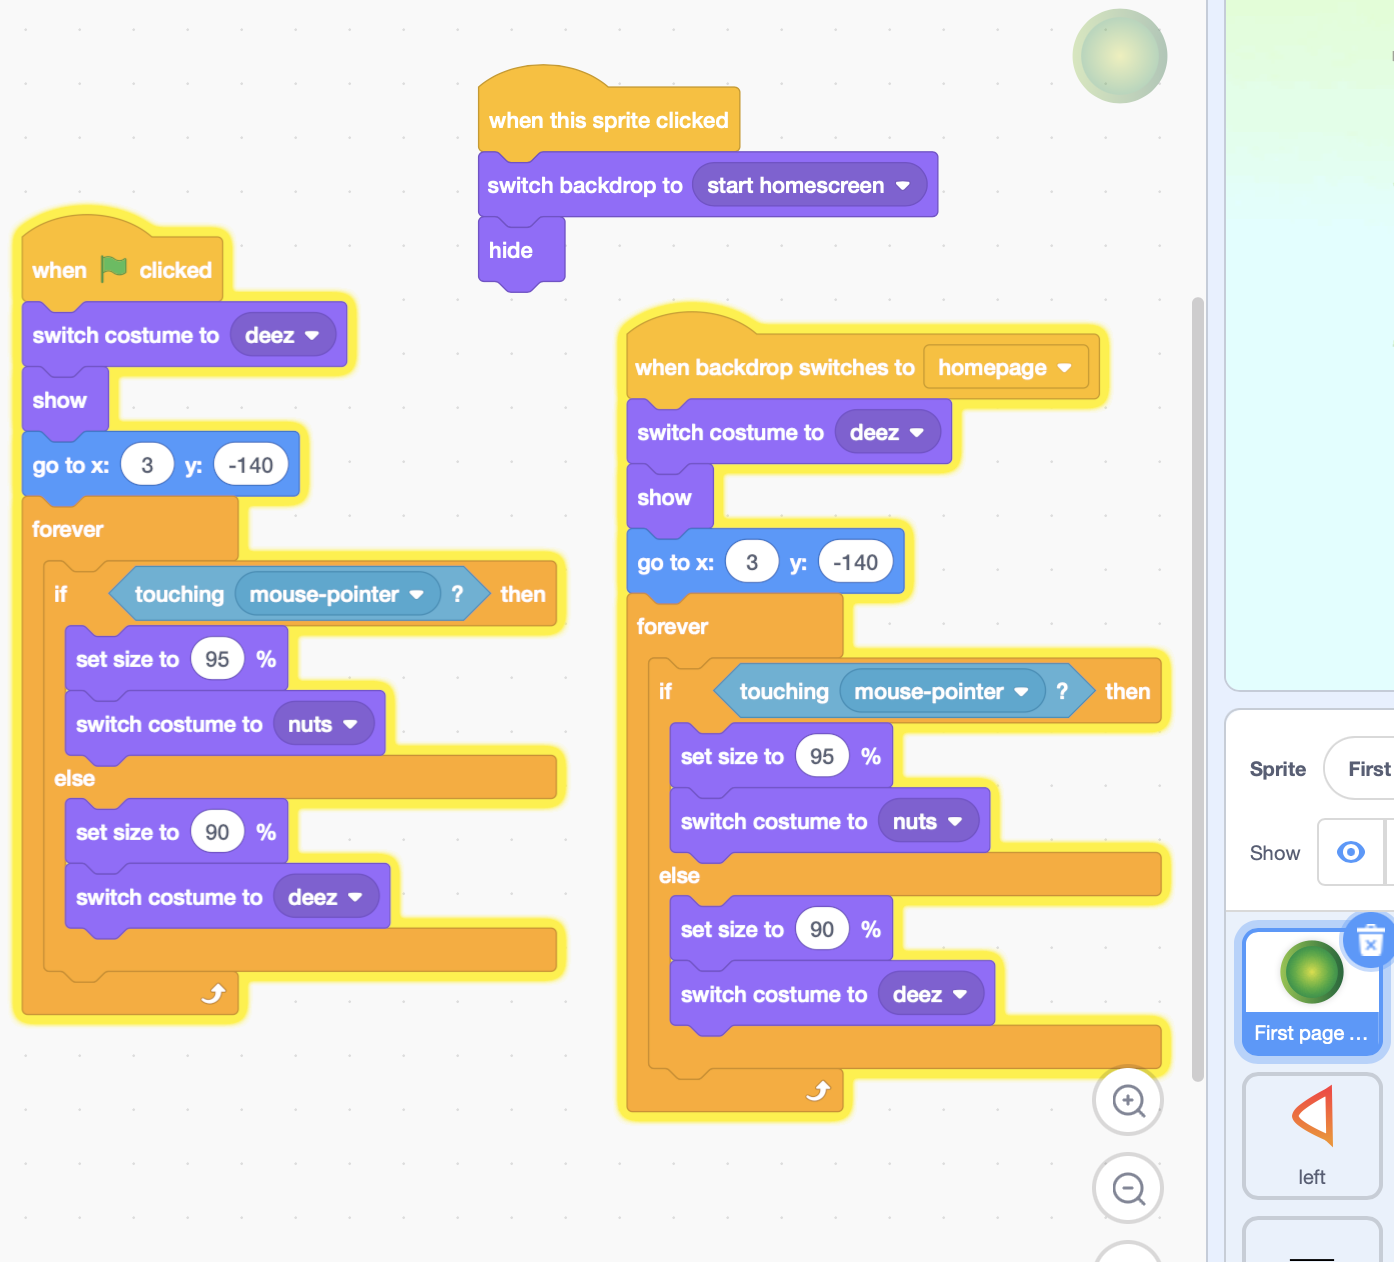 when this sprite clicked
switch backdrop to start homescreen
hide
when clicked
switch costume to deez
show
go to x: 3 y: -140
forever
if touching mouse-pointer ? then
set size to 95 %
switch costume to nuts
else
set size to 90 %
switch costume to deez
when backdrop switches to homepage
switch costume to deez
show
go to x: 3 y: -140
forever
if touching mouse-pointer ? then
set size to 95 %
switch costume to nuts
else
set size to 90 %
switch costume to deez
Sprite First
Show
First page ...
left